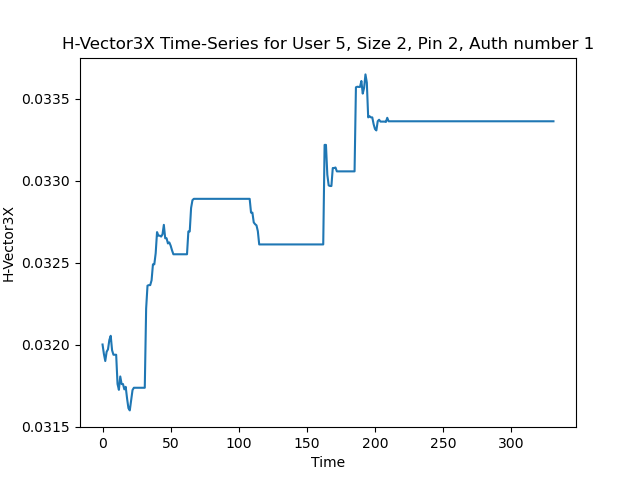 H-Vector3X Time-Series for User 5, Size 2, Pin 2, Auth number 1
0.0335
0.0330
0.0325
0.0320
0.0315
H-Vector3X
0 50 100 150 200 250 300
Time